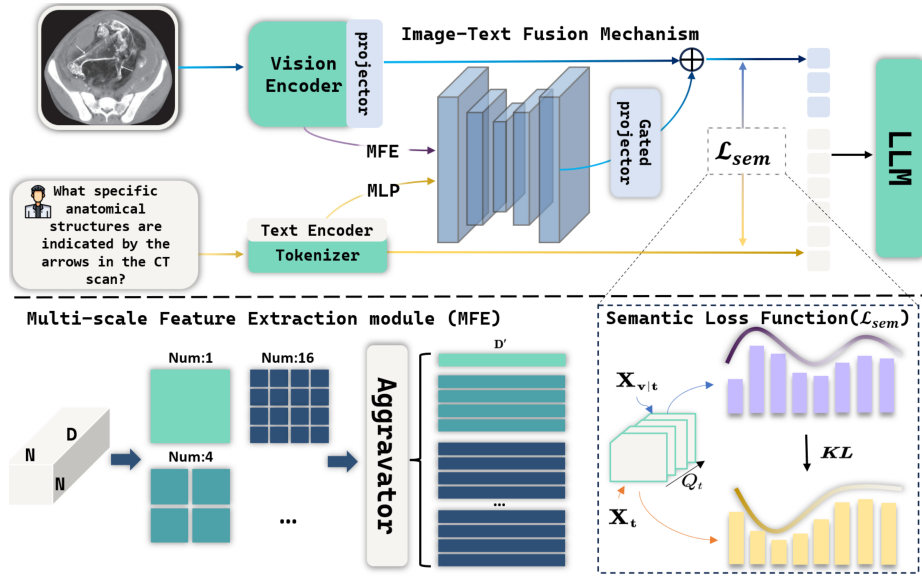 Image-Text Fusion Mechanism
Vision
Encoder
projector
MFE
MLP
Gated
projector
ℒsem
LLM
What specific
anatomical
structures are
indicated by the
arrows in the CT
scan?
Text Encoder
Tokenizer
Multi-scale Feature Extraction module (MFE)
N
D
N
Num:1
Num:16
Num:4
...
Aggravator
D′
...
Semantic Loss Function(ℒsem)
Xv|t
Qt
Xt
KL